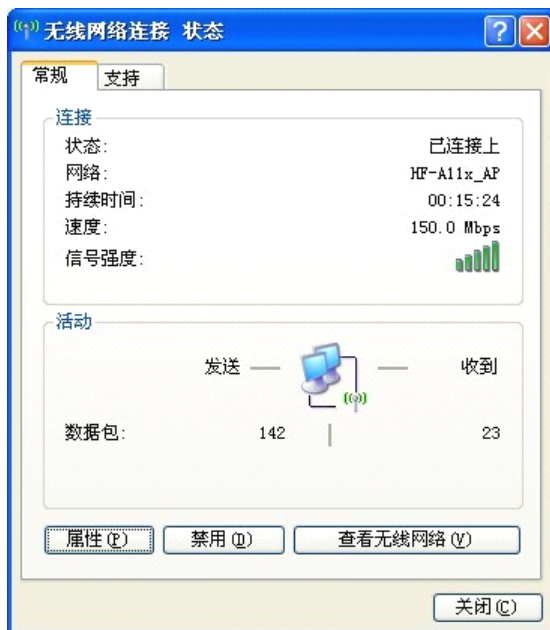 无线网络连接 状态
常规 支持
连接
状态: 已连接上
网络: HF-A11x_AP
持续时间: 00:15:24
速度: 150.0 Mbps
信号强度:
活动
发送 — — 收到
数据包: 142 | 23
属性(P) 禁用(D) 查看无线网络(V)
关闭(C)